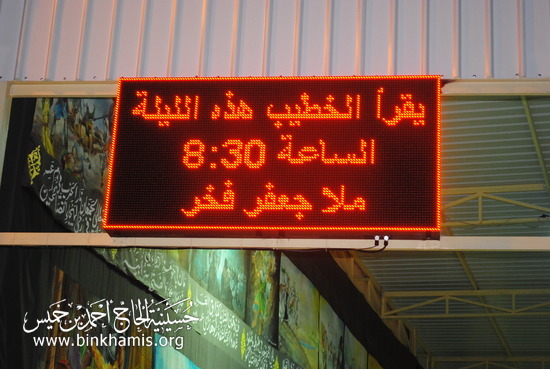 يقرأ الخطيب هذه الليلة
الساعة 8:30
ملا جعفر فخر
حسينية الحاج أحمد بن خميس
www.binkhamis.org